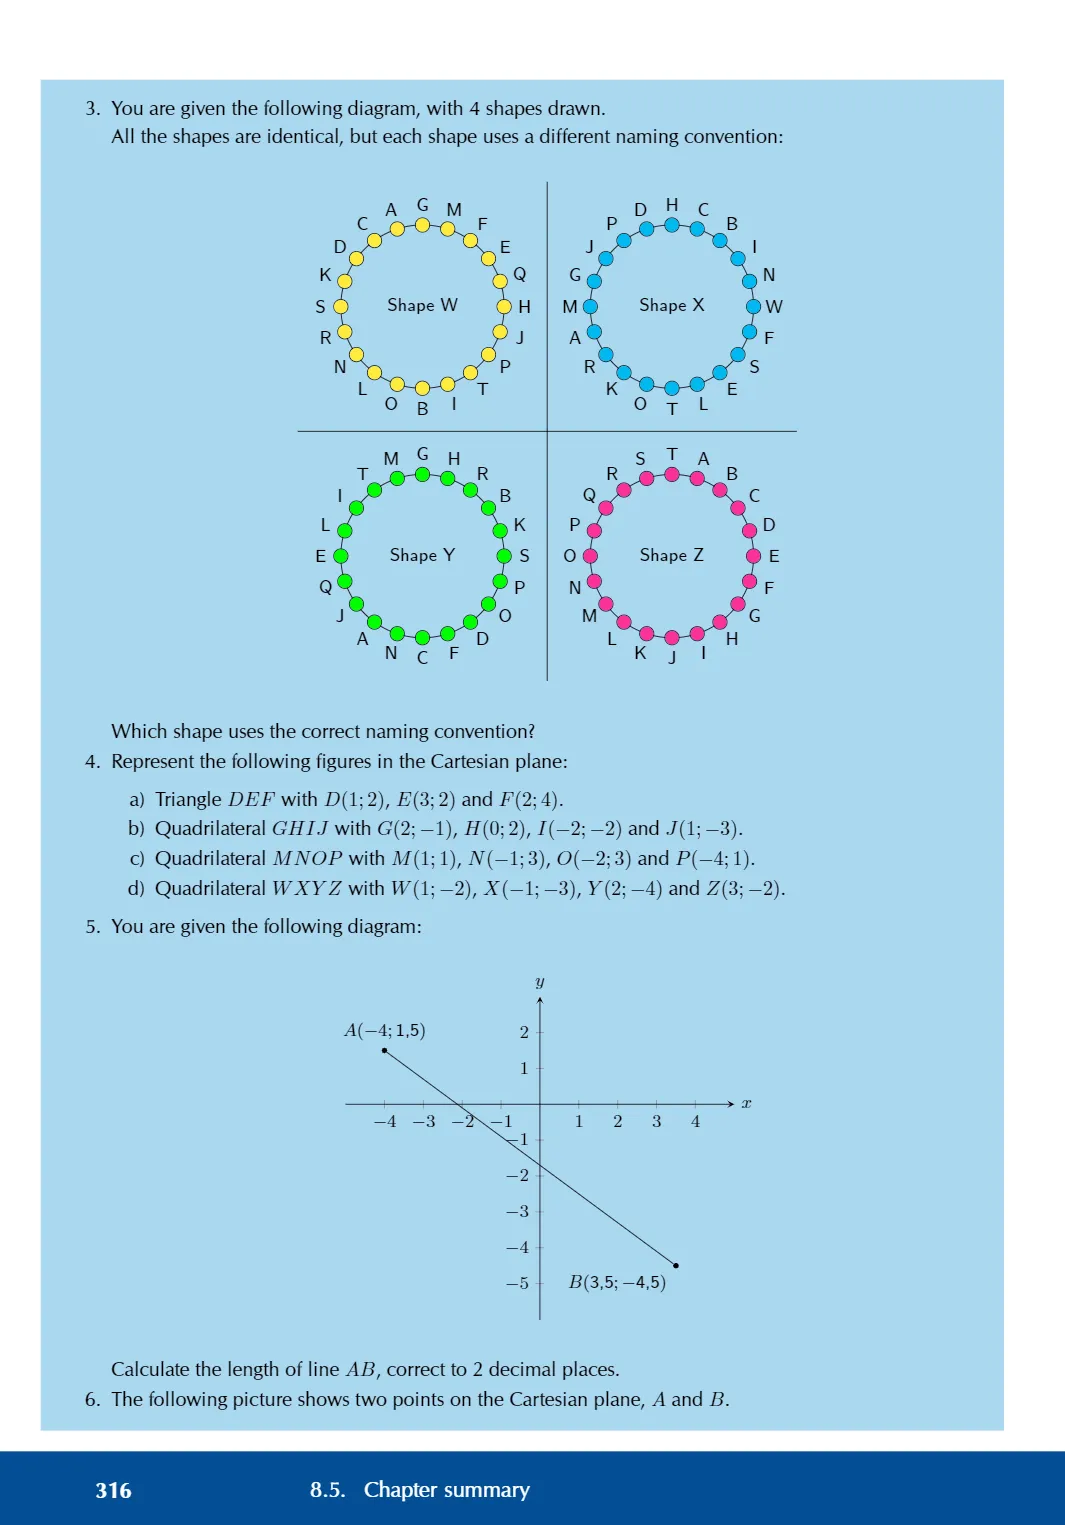 3. You are given the following diagram, with 4 shapes drawn.
All the shapes are identical, but each shape uses a different naming convention:
G
A M
C F
D E
K Q
S Shape W H
R J
N P
L T
O I
B
H
D C
P B
J I
G N
M Shape X W
A F
R S
K E
O L
T
G
M H
T R
I B
L K
E Shape Y S
Q P
J O
A D
N F
C
T
S A
R B
Q C
P D
O Shape Z E
N F
M G
L H
K I
J
Which shape uses the correct naming convention?
4. Represent the following figures in the Cartesian plane:
a) Triangle DEF with D(1; 2), E(3; 2) and F(2; 4).
b) Quadrilateral GHIJ with G(2; −1), H(0; 2), I(−2; −2) and J(1; −3).
c) Quadrilateral MNOP with M(1; 1), N(−1; 3), O(−2; 3) and P(−4; 1).
d) Quadrilateral WXYZ with W(1; −2), X(−1; −3), Y(2; −4) and Z(3; −2).
5. You are given the following diagram:
y
A(−4; 1,5)
2
1
x
−4 −3 −2 −1 1 2 3 4
−1
−2
−3
−4
−5
B(3,5; −4,5)
Calculate the length of line AB, correct to 2 decimal places.
6. The following picture shows two points on the Cartesian plane, A and B.
316 8.5. Chapter summary